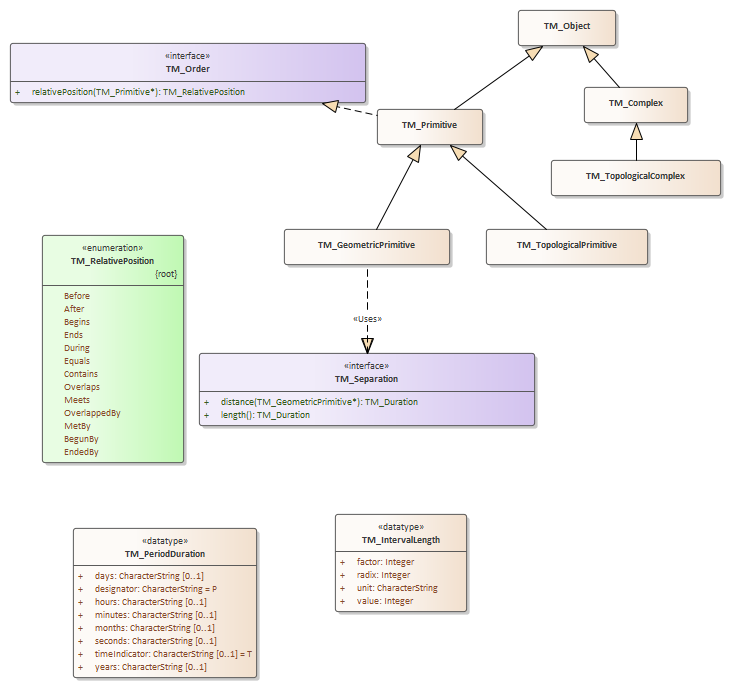 TM_Object
«interface»
TM_Order
+ relativePosition(TM_Primitive*): TM_RelativePosition
TM_Complex
TM_Primitive
TM_TopologicalComplex
TM_GeometricPrimitive
TM_TopologicalPrimitive
«enumeration»
TM_RelativePosition
{root}
Before
After
Begins
Ends
During
Equals
Contains
Overlaps
Meets
OverlappedBy
MetBy
BegunBy
EndedBy
«Uses»
«interface»
TM_Separation
+ distance(TM_GeometricPrimitive*): TM_Duration
+ length(): TM_Duration
«datatype»
TM_PeriodDuration
+ days: CharacterString [0..1]
+ designator: CharacterString = P
+ hours: CharacterString [0..1]
+ minutes: CharacterString [0..1]
+ months: CharacterString [0..1]
+ seconds: CharacterString [0..1]
+ timeIndicator: CharacterString [0..1] = T
+ years: CharacterString [0..1]
«datatype»
TM_IntervalLength
+ factor: Integer
+ radix: Integer
+ unit: CharacterString
+ value: Integer